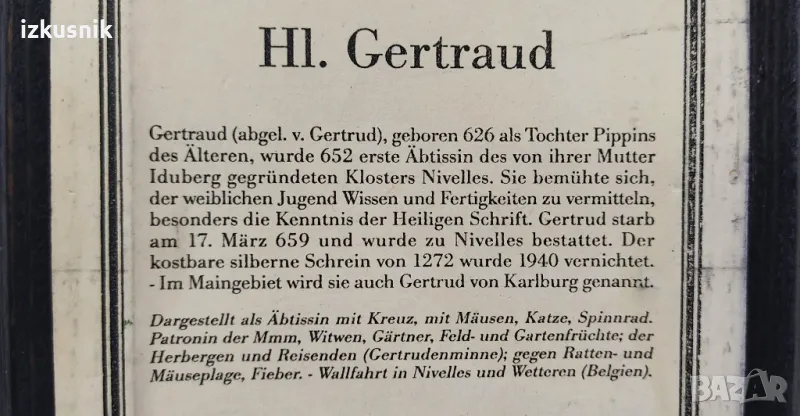 izkusnik
Hl. Gertraud
Gertraud (abgel. v. Gertrud), geboren 626 als Tochter Pippins
des Älteren, wurde 652 erste Äbtissin des von ihrer Mutter
Iduberg gegründeten Klosters Nivelles. Sie bemühte sich,
der weiblichen Jugend Wissen und Fertigkeiten zu vermitteln,
besonders die Kenntnis der Heiligen Schrift. Gertrud starb
am 17. März 659 und wurde zu Nivelles bestattet. Der
kostbare silberne Schrein von 1272 wurde 1940 vernichtet.
- Im Maingebiet wird sie auch Gertrud von Karlburg genannt.
Dargestellt als Äbtissin mit Kreuz, mit Mäusen, Katze, Spinnrad.
Patronin der Mmm, Witwen, Gärtner, Feld- und Gartenfrüchte; der
Herbergen und Reisenden (Gertrudenminne); gegen Ratten- und
Mäuseplage, Fieber. - Wallfahrt in Nivelles und Wetteren (Belgien).
BAZAR